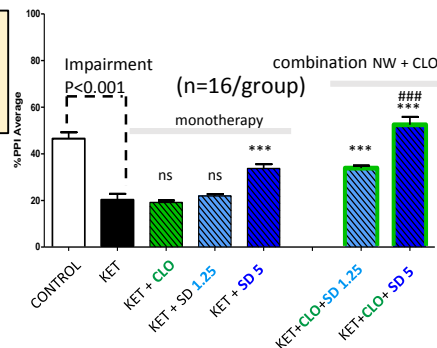 100
80
60
40
20
0
%PPI Average
Impairment
P<0.001
(n=16/group)
combination NW + CLO
monotherapy
ns
ns
***
***
###
***
CONTROL
KET
KET + CLO
KET + SD 1.25
KET + SD 5
KET+CLO+SD 1.25
KET+CLO+ SD 5